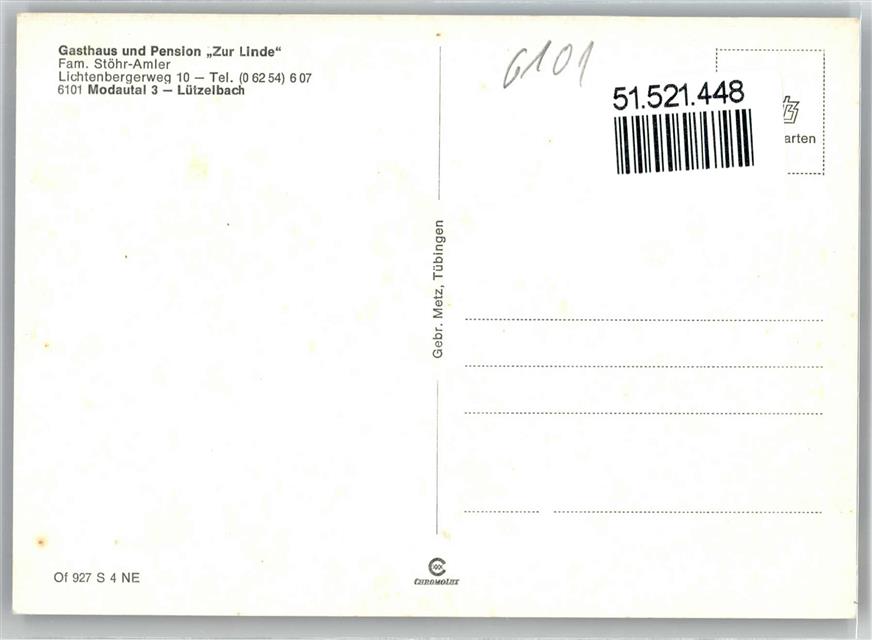 Gasthaus und Pension „Zur Linde“
Fam. Stöhr-Amler
Lichtenbergerweg 10 — Tel. (0 62 54) 6 07
6101 Modautal 3 — Lützelbach
6101
51.521.448
arten
Gebr. Metz, Tübingen
Of 927 S 4 NE
CHROMOLUX